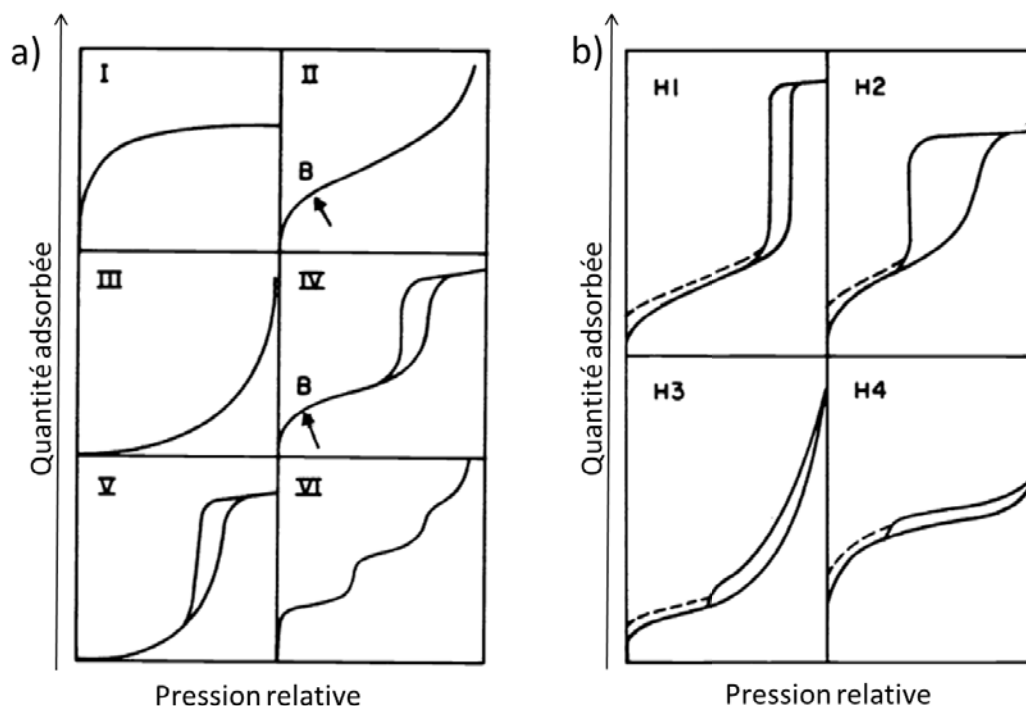 a)
I
II
B
III
IV
B
V
VI
Quantité adsorbée
Pression relative
b)
H1
H2
H3
H4
Quantité adsorbée
Pression relative